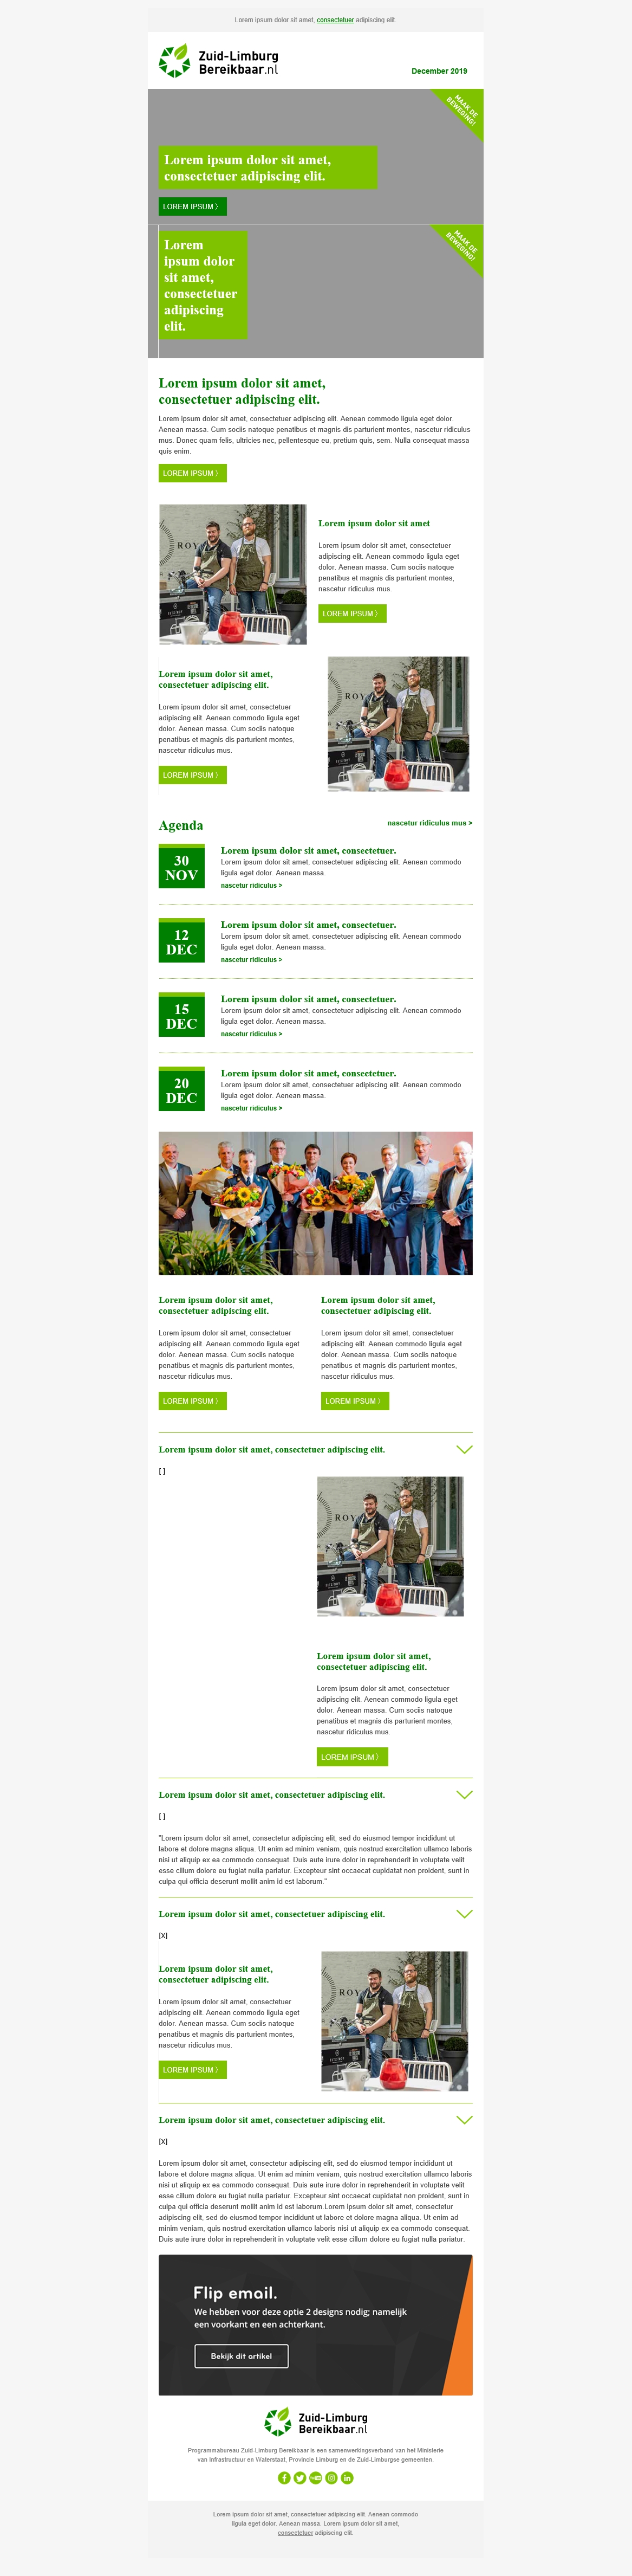 Lorem ipsum dolor sit amet, consectetuer adipiscing elit.
Zuid-Limburg
Bereikbaar.nl
December 2019
MAAK DE
BEWEGING!
Lorem ipsum dolor sit amet,
consectetuer adipiscing elit.
LOREM IPSUM 〉
MAAK DE
BEWEGING!
Lorem
ipsum dolor
sit amet,
consectetuer
adipiscing
elit.
Lorem ipsum dolor sit amet,
consectetuer adipiscing elit.
Lorem ipsum dolor sit amet, consectetuer adipiscing elit. Aenean commodo ligula eget dolor.
Aenean massa. Cum sociis natoque penatibus et magnis dis parturient montes, nascetur ridiculus
mus. Donec quam felis, ultricies nec, pellentesque eu, pretium quis, sem. Nulla consequat massa
quis enim.
LOREM IPSUM 〉
ROY
Lorem ipsum dolor sit amet
Lorem ipsum dolor sit amet, consectetuer
adipiscing elit. Aenean commodo ligula eget
dolor. Aenean massa. Cum sociis natoque
penatibus et magnis dis parturient montes,
nascetur ridiculus mus.
LOREM IPSUM 〉
Lorem ipsum dolor sit amet,
consectetuer adipiscing elit.
Lorem ipsum dolor sit amet, consectetuer
adipiscing elit. Aenean commodo ligula eget
dolor. Aenean massa. Cum sociis natoque
penatibus et magnis dis parturient montes,
nascetur ridiculus mus.
LOREM IPSUM 〉
ROY
Agenda
nascetur ridiculus mus >
30
NOV
Lorem ipsum dolor sit amet, consectetuer.
Lorem ipsum dolor sit amet, consectetuer adipiscing elit. Aenean commodo
ligula eget dolor. Aenean massa.
nascetur ridiculus >
12
DEC
Lorem ipsum dolor sit amet, consectetuer.
Lorem ipsum dolor sit amet, consectetuer adipiscing elit. Aenean commodo
ligula eget dolor. Aenean massa.
nascetur ridiculus >
15
DEC
Lorem ipsum dolor sit amet, consectetuer.
Lorem ipsum dolor sit amet, consectetuer adipiscing elit. Aenean commodo
ligula eget dolor. Aenean massa.
nascetur ridiculus >
20
DEC
Lorem ipsum dolor sit amet, consectetuer.
Lorem ipsum dolor sit amet, consectetuer adipiscing elit. Aenean commodo
ligula eget dolor. Aenean massa.
nascetur ridiculus >
Lorem ipsum dolor sit amet,
consectetuer adipiscing elit.
Lorem ipsum dolor sit amet, consectetuer
adipiscing elit. Aenean commodo ligula eget
dolor. Aenean massa. Cum sociis natoque
penatibus et magnis dis parturient montes,
nascetur ridiculus mus.
LOREM IPSUM 〉
Lorem ipsum dolor sit amet,
consectetuer adipiscing elit.
Lorem ipsum dolor sit amet, consectetuer
adipiscing elit. Aenean commodo ligula eget
dolor. Aenean massa. Cum sociis natoque
penatibus et magnis dis parturient montes,
nascetur ridiculus mus.
LOREM IPSUM 〉
Lorem ipsum dolor sit amet, consectetuer adipiscing elit.
[ ]
ROY
Lorem ipsum dolor sit amet,
consectetuer adipiscing elit.
Lorem ipsum dolor sit amet, consectetuer
adipiscing elit. Aenean commodo ligula eget
dolor. Aenean massa. Cum sociis natoque
penatibus et magnis dis parturient montes,
nascetur ridiculus mus.
LOREM IPSUM 〉
Lorem ipsum dolor sit amet, consectetuer adipiscing elit.
[ ]
"Lorem ipsum dolor sit amet, consectetur adipiscing elit, sed do eiusmod tempor incididunt ut
labore et dolore magna aliqua. Ut enim ad minim veniam, quis nostrud exercitation ullamco laboris
nisi ut aliquip ex ea commodo consequat. Duis aute irure dolor in reprehenderit in voluptate velit
esse cillum dolore eu fugiat nulla pariatur. Excepteur sint occaecat cupidatat non proident, sunt in
culpa qui officia deserunt mollit anim id est laborum."
Lorem ipsum dolor sit amet, consectetuer adipiscing elit.
[X]
Lorem ipsum dolor sit amet,
consectetuer adipiscing elit.
Lorem ipsum dolor sit amet, consectetuer
adipiscing elit. Aenean commodo ligula eget
dolor. Aenean massa. Cum sociis natoque
penatibus et magnis dis parturient montes,
nascetur ridiculus mus.
LOREM IPSUM 〉
ROY
Lorem ipsum dolor sit amet, consectetuer adipiscing elit.
[X]
Lorem ipsum dolor sit amet, consectetur adipiscing elit, sed do eiusmod tempor incididunt ut
labore et dolore magna aliqua. Ut enim ad minim veniam, quis nostrud exercitation ullamco laboris
nisi ut aliquip ex ea commodo consequat. Duis aute irure dolor in reprehenderit in voluptate velit
esse cillum dolore eu fugiat nulla pariatur. Excepteur sint occaecat cupidatat non proident, sunt in
culpa qui officia deserunt mollit anim id est laborum.Lorem ipsum dolor sit amet, consectetur
adipiscing elit, sed do eiusmod tempor incididunt ut labore et dolore magna aliqua. Ut enim ad
minim veniam, quis nostrud exercitation ullamco laboris nisi ut aliquip ex ea commodo consequat.
Duis aute irure dolor in reprehenderit in voluptate velit esse cillum dolore eu fugiat nulla pariatur.
Flip email.
We hebben voor deze optie 2 designs nodig; namelijk
een voorkant en een achterkant.
Bekijk dit artikel
Zuid-Limburg
Bereikbaar.nl
Programmabureau Zuid-Limburg Bereikbaar is een samenwerkingsverband van het Ministerie
van Infrastructuur en Waterstaat, Provincie Limburg en de Zuid-Limburgse gemeenten.
Lorem ipsum dolor sit amet, consectetuer adipiscing elit. Aenean commodo
ligula eget dolor. Aenean massa. Lorem ipsum dolor sit amet,
consectetuer adipiscing elit.